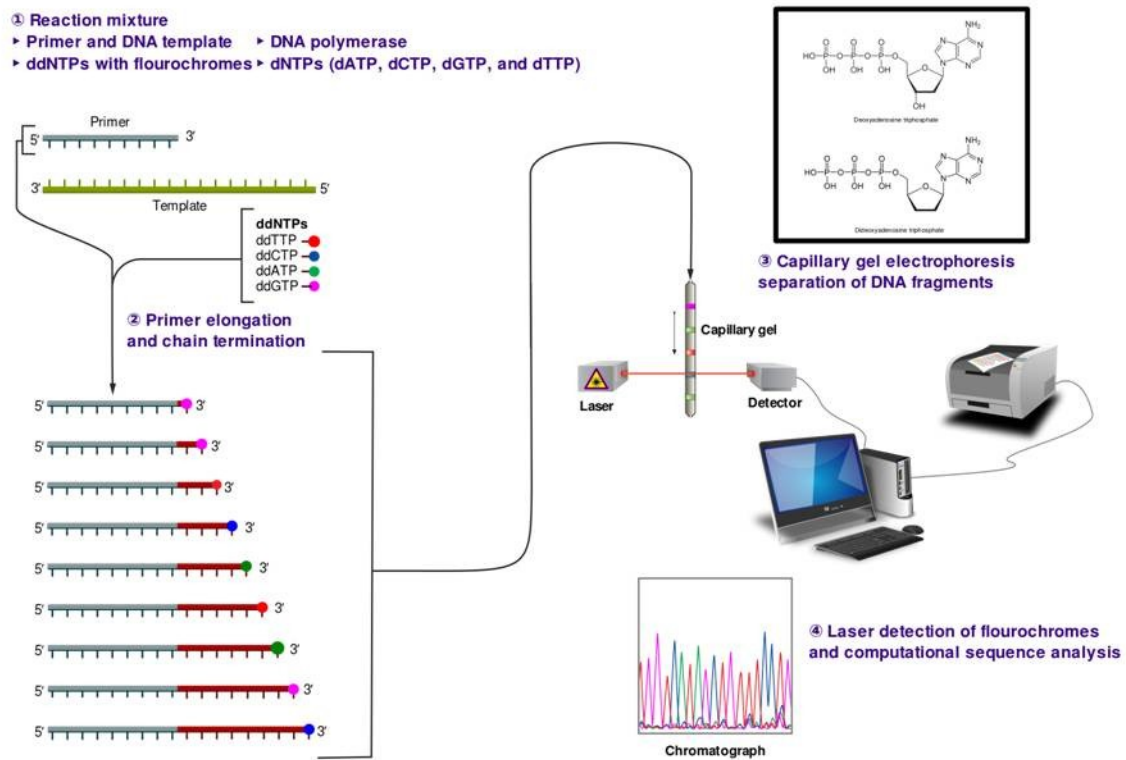 ① Reaction mixture
▸ Primer and DNA template ▸ DNA polymerase
▸ ddNTPs with flourochromes ▸ dNTPs (dATP, dCTP, dGTP, and dTTP)
Primer
5' 3'
3' 5'
Template
ddNTPs
ddTTP
ddCTP
ddATP
ddGTP
② Primer elongation
and chain termination
5' 3'
5' 3'
5' 3'
5' 3'
5' 3'
5' 3'
5' 3'
5' 3'
5' 3'
NH₂
N N
N N
O O O
HO P O P O P O
OH OH OH
O
OH
Deoxyadenosine triphosphate
NH₂
N N
N N
O O O
HO P O P O P O
OH OH OH
O
Dideoxyadenosine triphosphate
③ Capillary gel electrophoresis
separation of DNA fragments
Capillary gel
Laser
Detector
④ Laser detection of flourochromes
and computational sequence analysis
Chromatograph